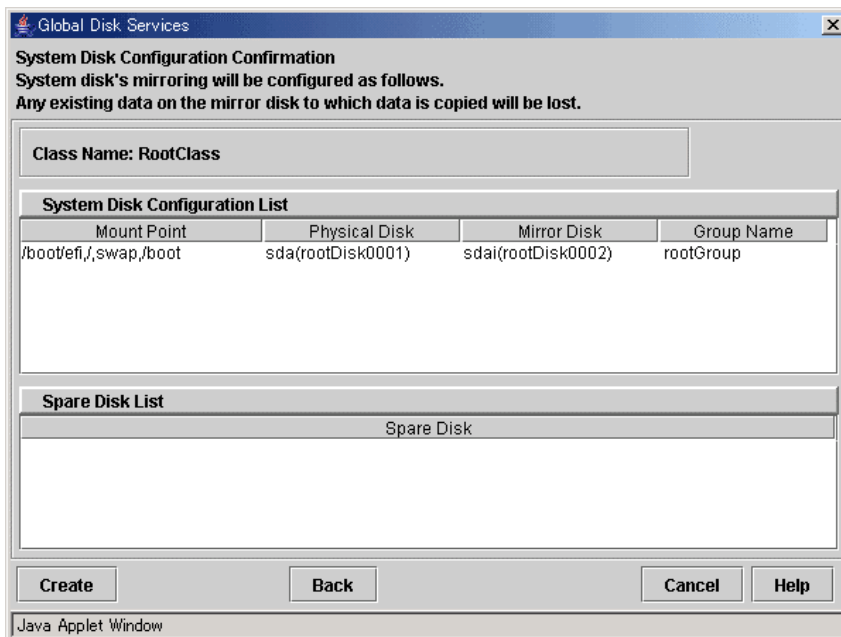 Global Disk Services
System Disk Configuration Confirmation
System disk's mirroring will be configured as follows.
Any existing data on the mirror disk to which data is copied will be lost.
Class Name: RootClass
System Disk Configuration List
Mount Point Physical Disk Mirror Disk Group Name
/boot/efi,/,swap,/boot sda(rootDisk0001) sdai(rootDisk0002) rootGroup
Spare Disk List
Spare Disk
Create Back Cancel Help
Java Applet Window